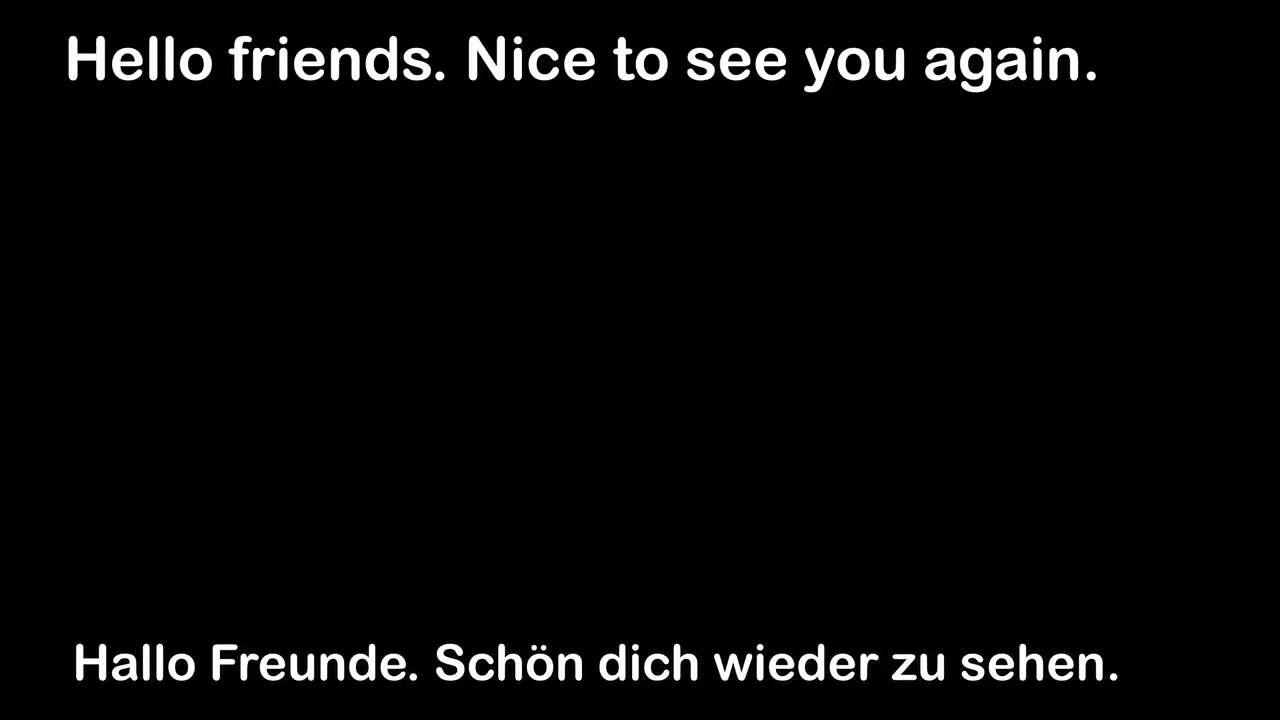 Hello friends. Nice to see you again.
Hallo Freunde. Schön dich wieder zu sehen.